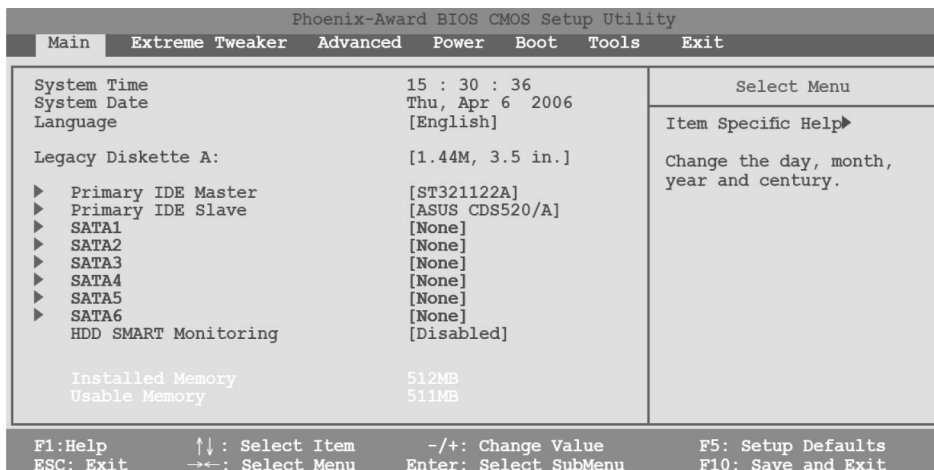 Phoenix-Award BIOS CMOS Setup Utility
Main Extreme Tweaker Advanced Power Boot Tools Exit
System Time 15 : 30 : 36
System Date Thu, Apr 6 2006
Language [English]
Legacy Diskette A: [1.44M, 3.5 in.]
Primary IDE Master [ST321122A]
Primary IDE Slave [ASUS CDS520/A]
SATA1 [None]
SATA2 [None]
SATA3 [None]
SATA4 [None]
SATA5 [None]
SATA6 [None]
HDD SMART Monitoring [Disabled]
Installed Memory 512MB
Usable Memory 511MB
Select Menu
Item Specific Help
Change the day, month,
year and century.
F1:Help ↑↓: Select Item -/+: Change Value F5: Setup Defaults
ESC: Exit →←: Select Menu Enter: Select SubMenu F10: Save and Exit